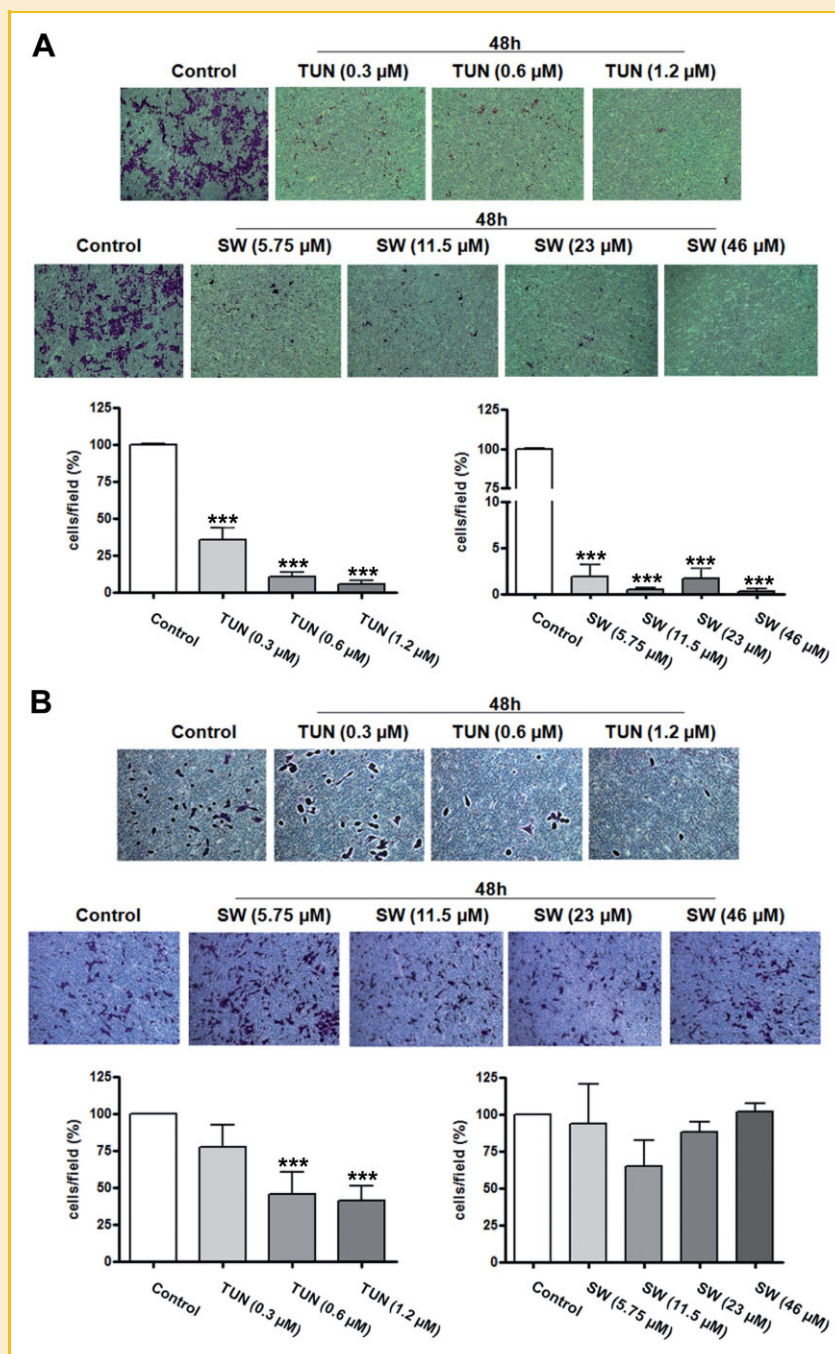 A
48h
Control TUN (0.3 µM) TUN (0.6 µM) TUN (1.2 µM)
48h
Control SW (5.75 µM) SW (11.5 µM) SW (23 µM) SW (46 µM)
cells/field (%)
125
100
75
50
25
0
***
***
***
Control
TUN (0.3 µM)
TUN (0.6 µM)
TUN (1.2 µM)
cells/field (%)
125
100
75
10
5
0
***
***
***
***
Control
SW (5.75 µM)
SW (11.5 µM)
SW (23 µM)
SW (46 µM)
B
48h
Control TUN (0.3 µM) TUN (0.6 µM) TUN (1.2 µM)
48h
Control SW (5.75 µM) SW (11.5 µM) SW (23 µM) SW (46 µM)
cells/field (%)
125
100
75
50
25
0
***
***
Control
TUN (0.3 µM)
TUN (0.6 µM)
TUN (1.2 µM)
cells/field (%)
125
100
75
50
25
0
Control
SW (5.75 µM)
SW (11.5 µM)
SW (23 µM)
SW (46 µM)